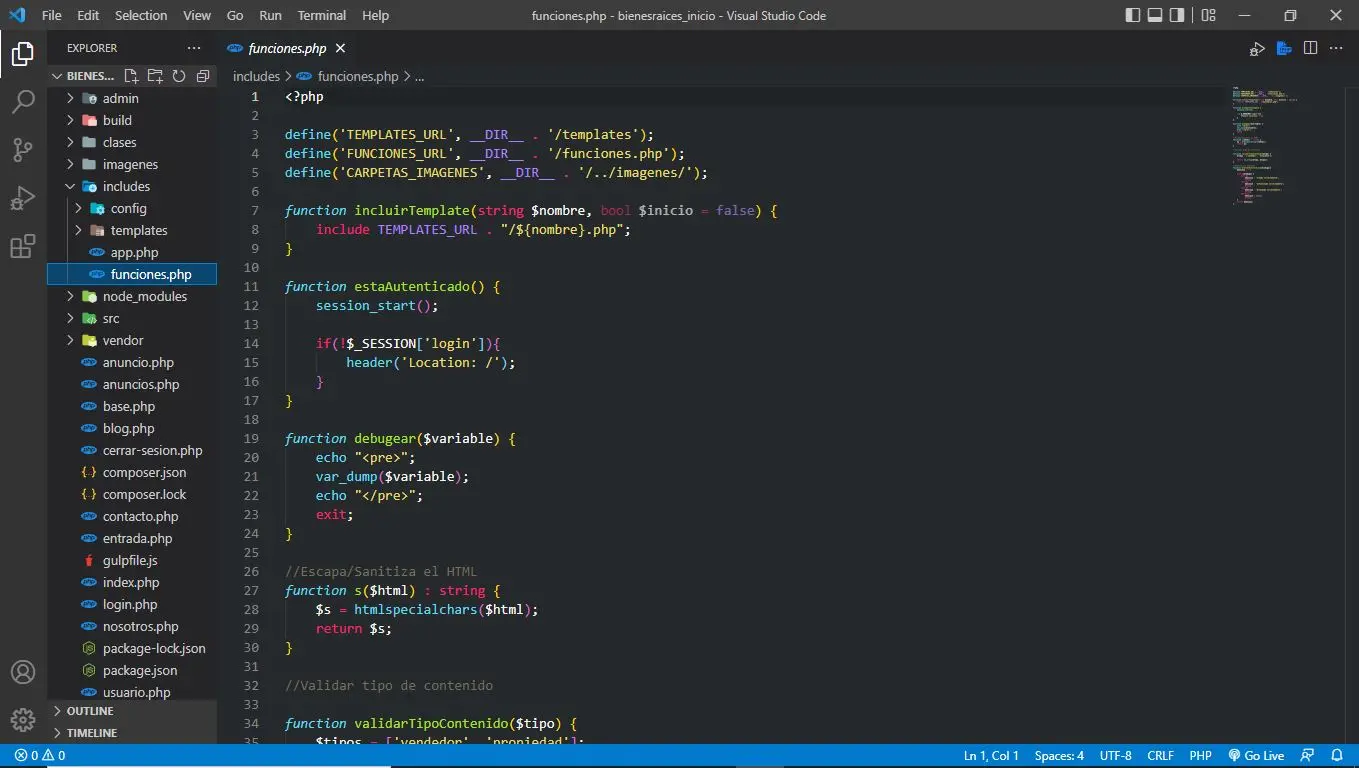 File Edit Selection View Go Run Terminal Help
funciones.php - bienesraices_inicio - Visual Studio Code
EXPLORER
BIENES...
admin
build
clases
imagenes
includes
config
templates
app.php
funciones.php
node_modules
src
vendor
anuncio.php
anuncios.php
base.php
blog.php
cerrar-sesion.php
composer.json
composer.lock
contacto.php
entrada.php
gulpfile.js
index.php
login.php
nosotros.php
package-lock.json
package.json
usuario.php
OUTLINE
TIMELINE
funciones.php
includes > funciones.php > ...
1 <?php
2
3 define('TEMPLATES_URL', __DIR__ . '/templates');
4 define('FUNCIONES_URL', __DIR__ . '/funciones.php');
5 define('CARPETAS_IMAGENES', __DIR__ . '/../imagenes/');
6
7 function incluirTemplate(string $nombre, bool $inicio = false) {
8     include TEMPLATES_URL . "/${nombre}.php";
9 }
10
11 function estaAutenticado() {
12     session_start();
13
14     if(!$_SESSION['login']){
15         header('Location: /');
16     }
17 }
18
19 function debugear($variable) {
20     echo "<pre>";
21     var_dump($variable);
22     echo "</pre>";
23     exit;
24 }
25
26 //Escapa/Sanitiza el HTML
27 function s($html) : string {
28     $s = htmlspecialchars($html);
29     return $s;
30 }
31
32 //Validar tipo de contenido
33
34 function validarTipoContenido($tipo) {
35     $tipos = ['vendedor', 'propiedad'];
0 0
Ln 1, Col 1 Spaces: 4 UTF-8 CRLF PHP Go Live